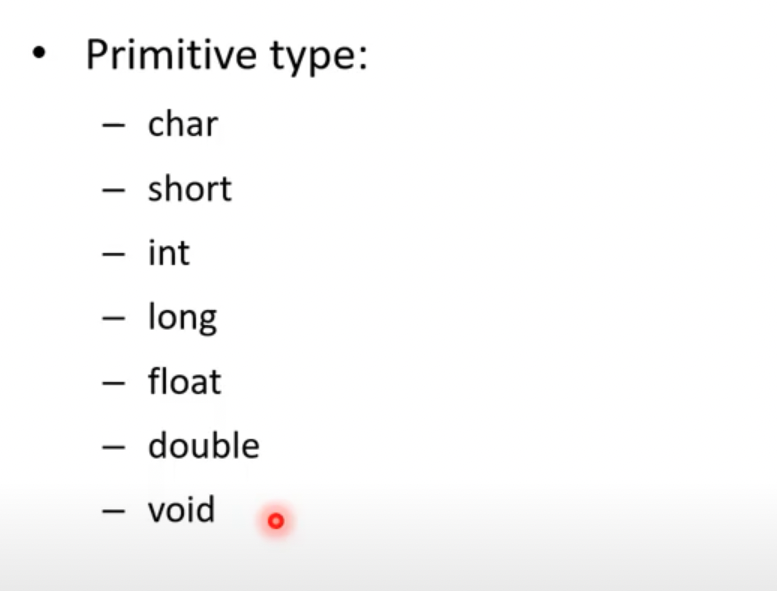 • Primitive type:
– char
– short
– int
– long
– float
– double
– void